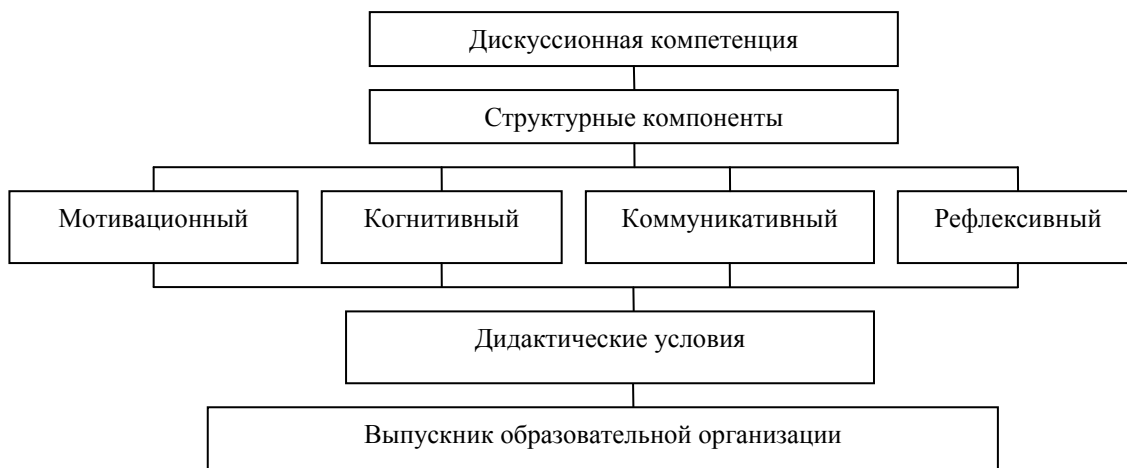 Дискуссионная компетенция
Структурные компоненты
Мотивационный
Когнитивный
Коммуникативный
Рефлексивный
Дидактические условия
Выпускник образовательной организации